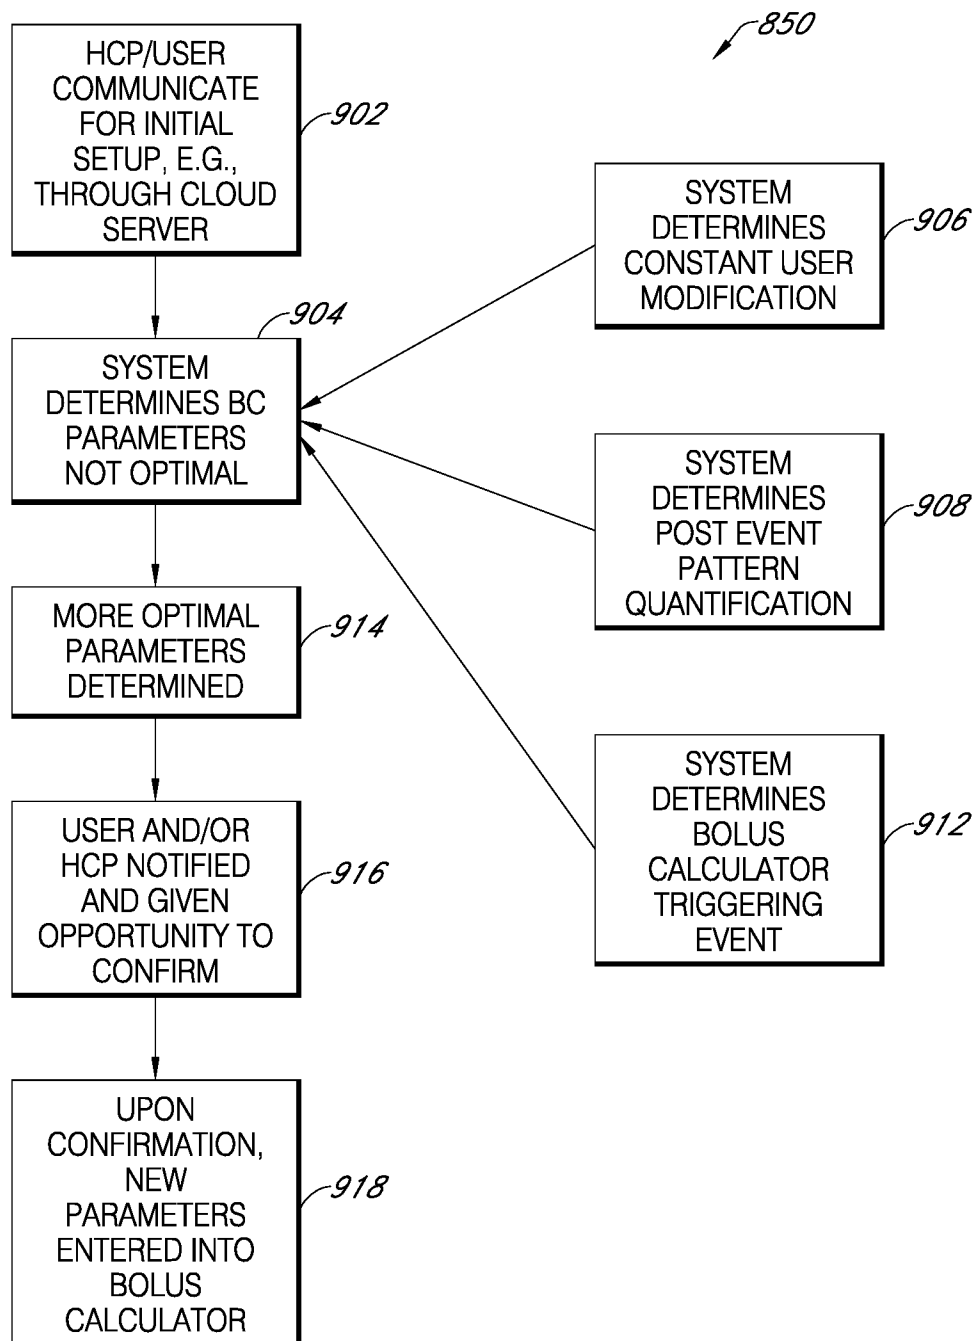 850
HCP/USER
COMMUNICATE
FOR INITIAL
SETUP, E.G.,
THROUGH CLOUD
SERVER
902
SYSTEM
DETERMINES
CONSTANT USER
MODIFICATION
906
904
SYSTEM
DETERMINES BC
PARAMETERS
NOT OPTIMAL
SYSTEM
DETERMINES
POST EVENT
PATTERN
QUANTIFICATION
908
MORE OPTIMAL
PARAMETERS
DETERMINED
914
SYSTEM
DETERMINES
BOLUS
CALCULATOR
TRIGGERING
EVENT
912
USER AND/OR
HCP NOTIFIED
AND GIVEN
OPPORTUNITY TO
CONFIRM
916
UPON
CONFIRMATION,
NEW
PARAMETERS
ENTERED INTO
BOLUS
CALCULATOR
918